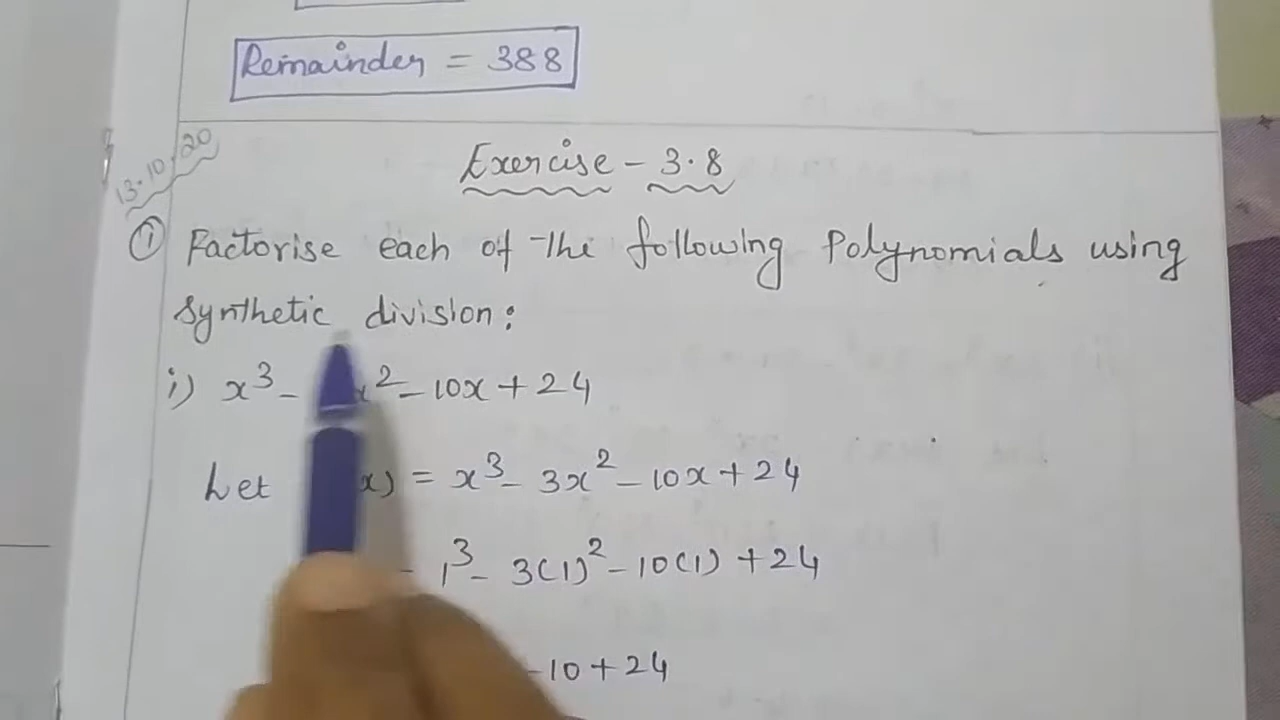 Remainder = 388
13.10.20
Exercise - 3.8
① Factorise each of the following Polynomials using
Synthetic division:
i) x³ - x² - 10x + 24
Let x) = x³ - 3x² - 10x + 24
- 1³ - 3(1)² - 10(1) + 24
- 10 + 24